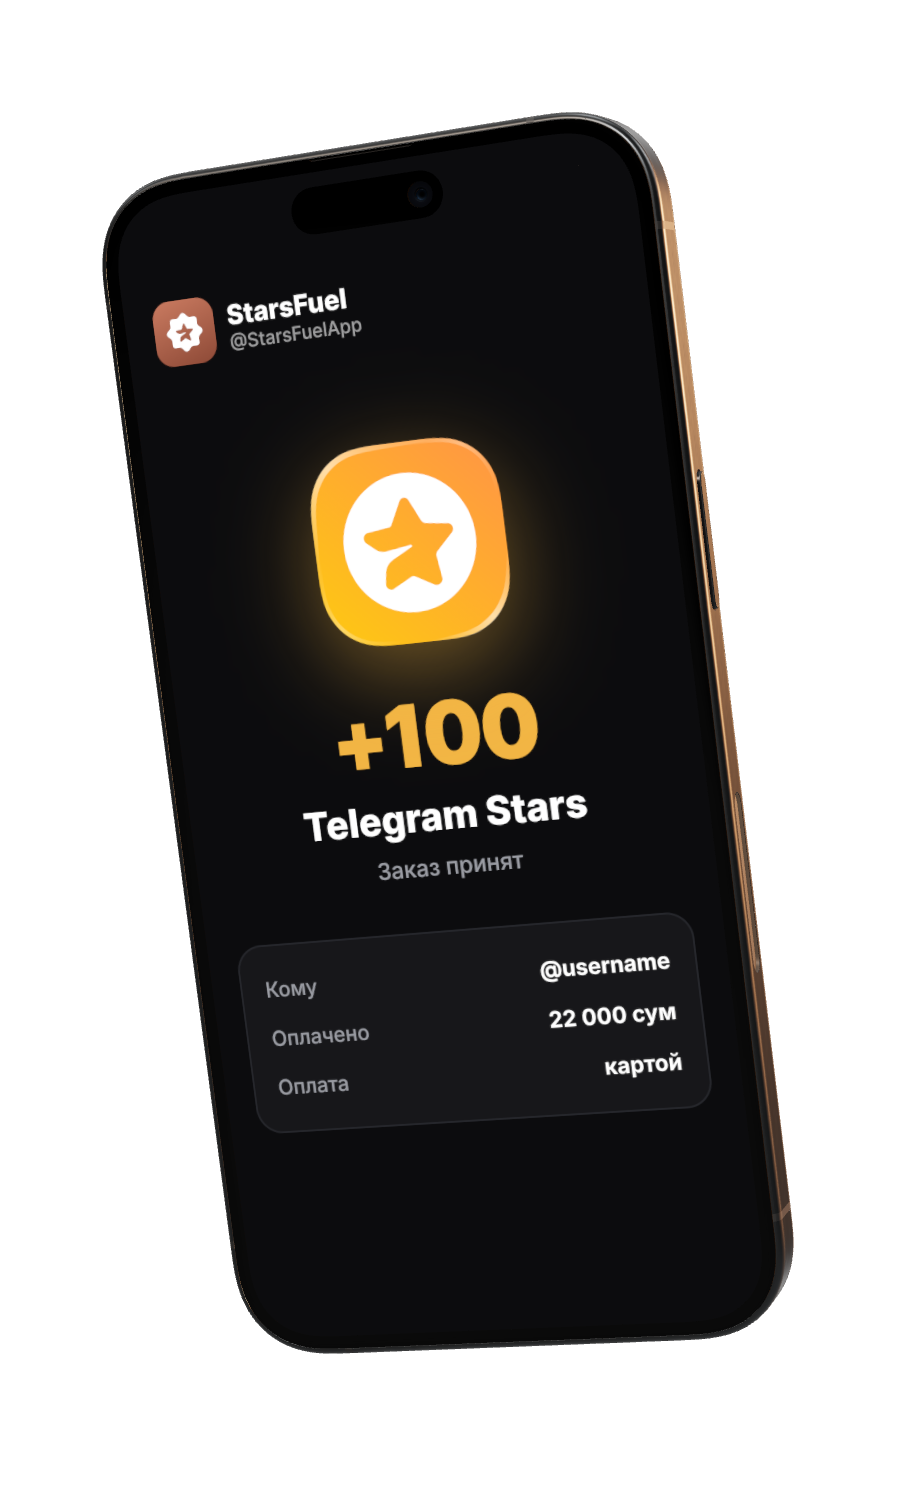 StarsFuel
@StarsFuelApp
+100
Telegram Stars
Заказ принят
Кому @username
Оплачено 22 000 сум
Оплата картой